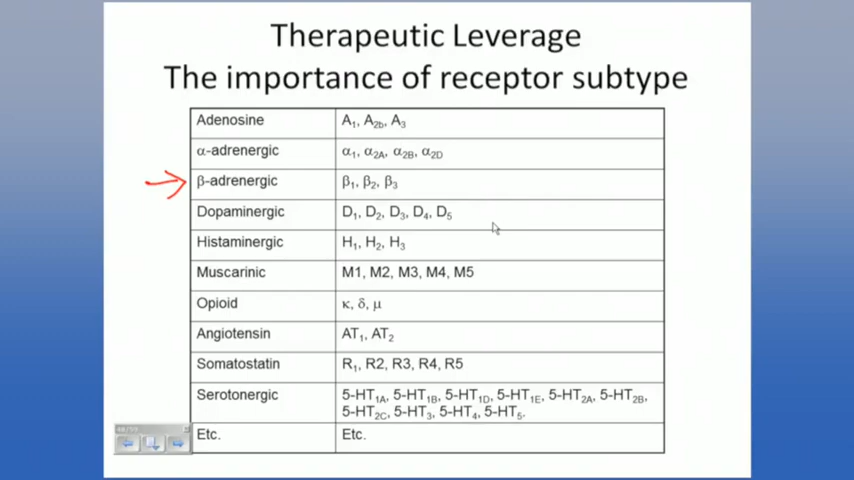 Therapeutic Leverage
The importance of receptor subtype
Adenosine A₁, A₂b, A₃
α-adrenergic α₁, α₂A, α₂B, α₂D
β-adrenergic β₁, β₂, β₃
Dopaminergic D₁, D₂, D₃, D₄, D₅
Histaminergic H₁, H₂, H₃
Muscarinic M1, M2, M3, M4, M5
Opioid κ, δ, μ
Angiotensin AT₁, AT₂
Somatostatin R₁, R2, R3, R4, R5
Serotonergic 5-HT₁A, 5-HT₁B, 5-HT₁D, 5-HT₁E, 5-HT₂A, 5-HT₂B,
5-HT₂C, 5-HT₃, 5-HT₄, 5-HT₅.
Etc. Etc.